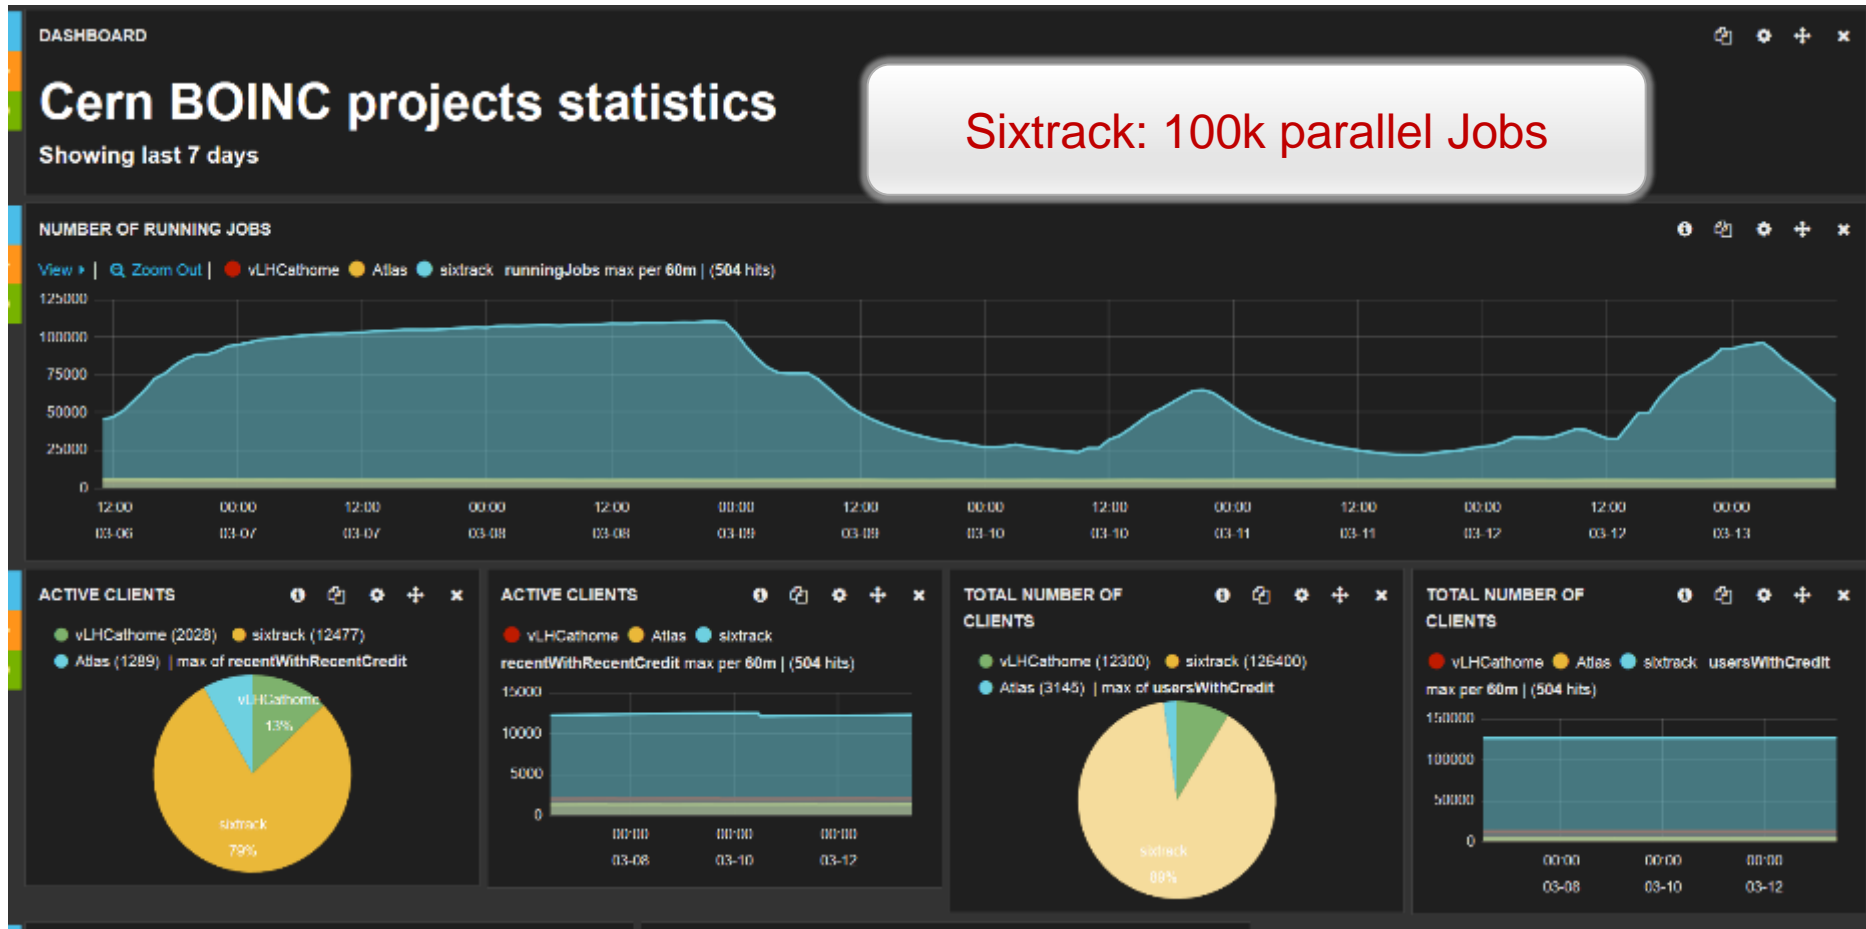 DASHBOARD
Cern BOINC projects statistics
Showing last 7 days
Sixtrack: 100k parallel Jobs
NUMBER OF RUNNING JOBS
View | Zoom Out | vLHCathome Atlas sixtrack runningJobs max per 60m | (504 hits)
125000
100000
75000
50000
25000
0
12:00 00:00 12:00 00:00 12:00 00:00 12:00 00:00 12:00 00:00 12:00 00:00 12:00 00:00
03-06 03-07 03-07 03-08 03-08 03-09 03-09 03-10 03-10 03-11 03-11 03-12 03-12 03-13
ACTIVE CLIENTS
vLHCathome (2028) sixtrack (12477)
Atlas (1289) | max of recentWithRecentCredit
vLHCathome
13%
sixtrack
79%
ACTIVE CLIENTS
vLHCathome Atlas sixtrack
recentWithRecentCredit max per 60m | (504 hits)
15000
10000
5000
0
00:00 00:00 00:00
03-08 03-10 03-12
TOTAL NUMBER OF
CLIENTS
vLHCathome (12300) sixtrack (126400)
Atlas (3145) | max of usersWithCredit
sixtrack
89%
TOTAL NUMBER OF
CLIENTS
vLHCathome Atlas sixtrack usersWithCredit
max per 60m | (504 hits)
150000
100000
50000
0
00:00 00:00 00:00
03-08 03-10 03-12